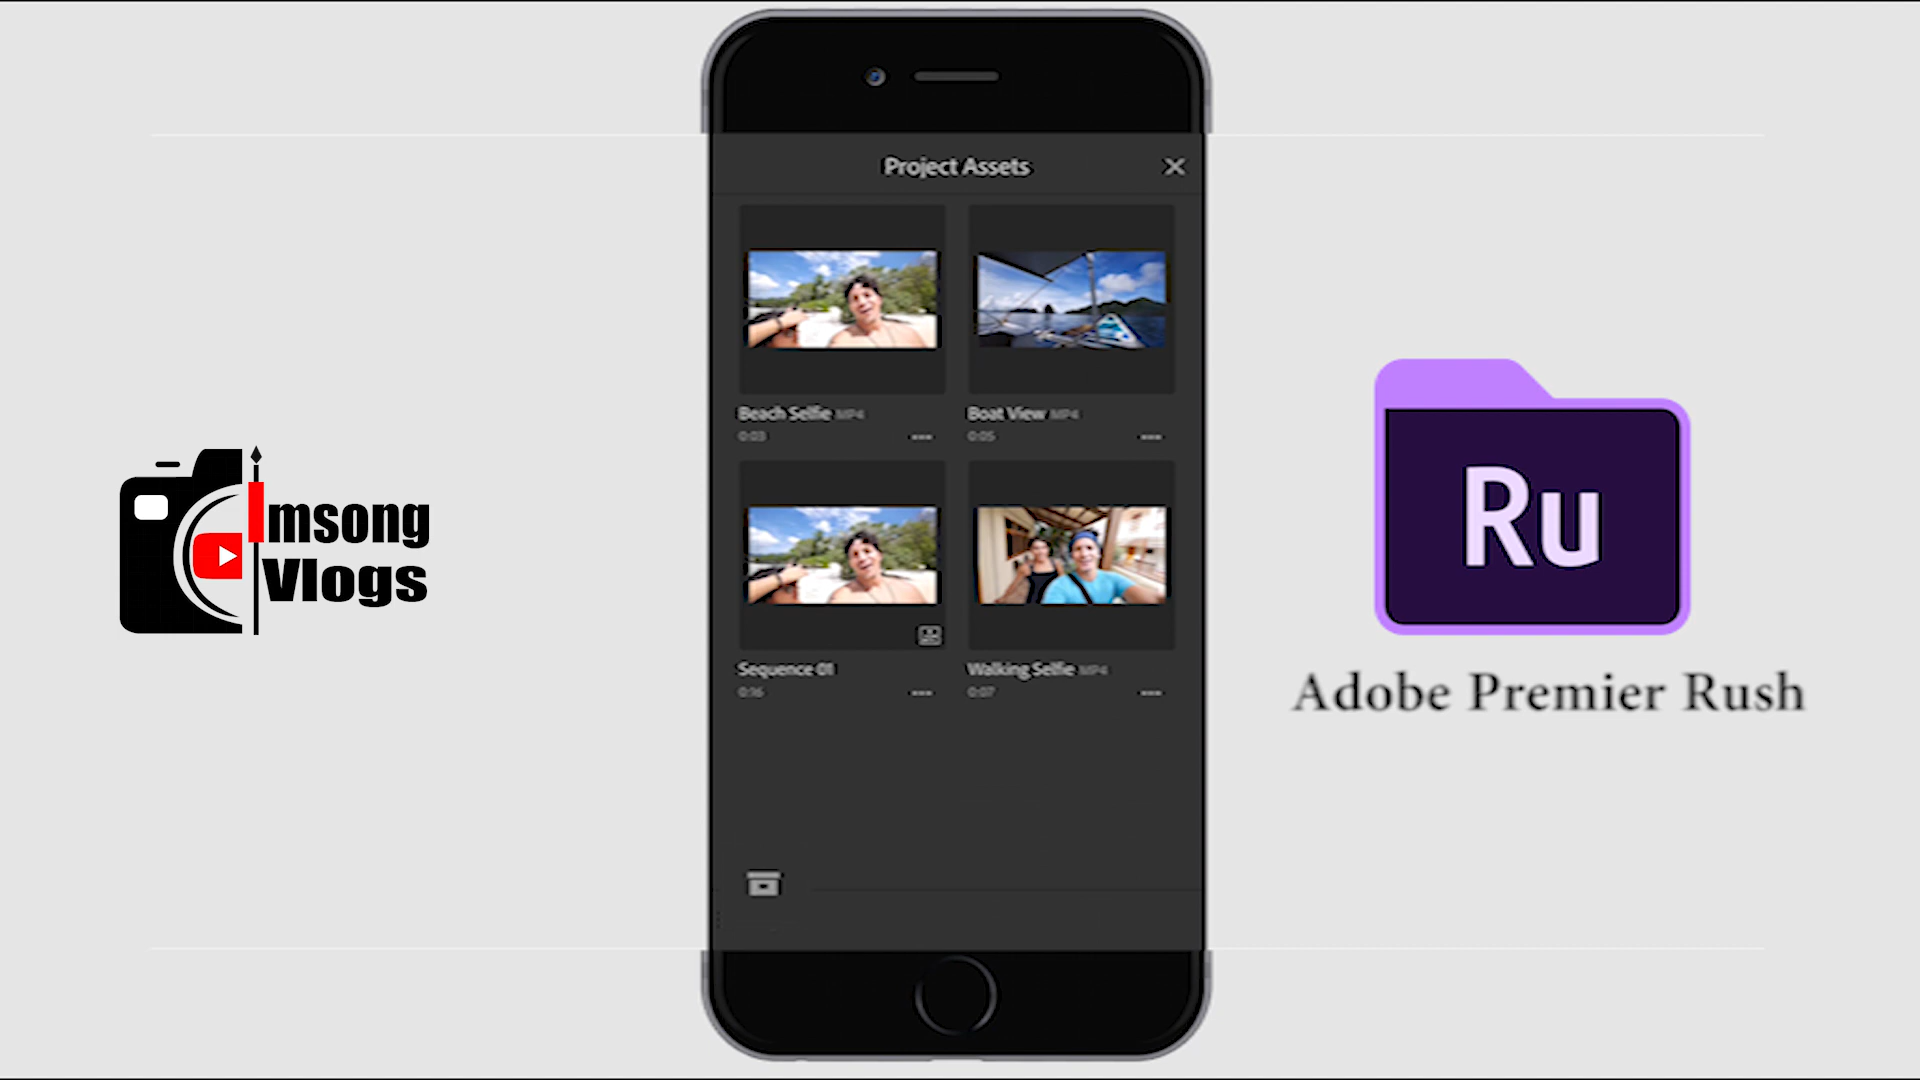 Project Assets
Beach Selfie MP4
0:03
Boat View MP4
0:05
Sequence 01
0:16
Walking Selfie MP4
0:07
Imsong
Vlogs
Ru
Adobe Premier Rush